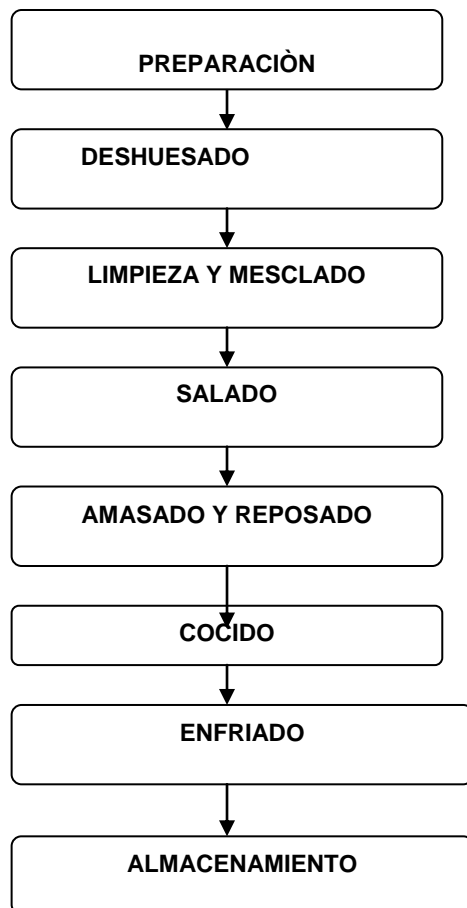 PREPARACIÒN
DESHUESADO
LIMPIEZA Y MESCLADO
SALADO
AMASADO Y REPOSADO
COCIDO
ENFRIADO
ALMACENAMIENTO